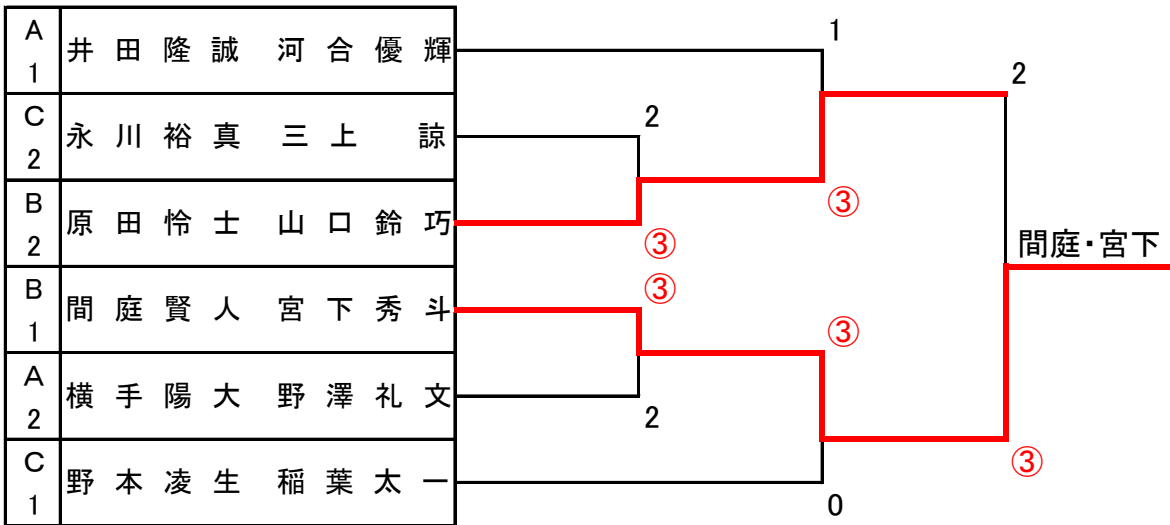 A
1
井田隆誠 河合優輝
C
2
永川裕真 三上 諒
B
2
原田怜士 山口鈴巧
B
1
間庭賢人 宮下秀斗
A
2
横手陽大 野澤礼文
C
1
野本凌生 稲葉太一
1
2
2
③
③
③
③
2
0
③
間庭・宮下